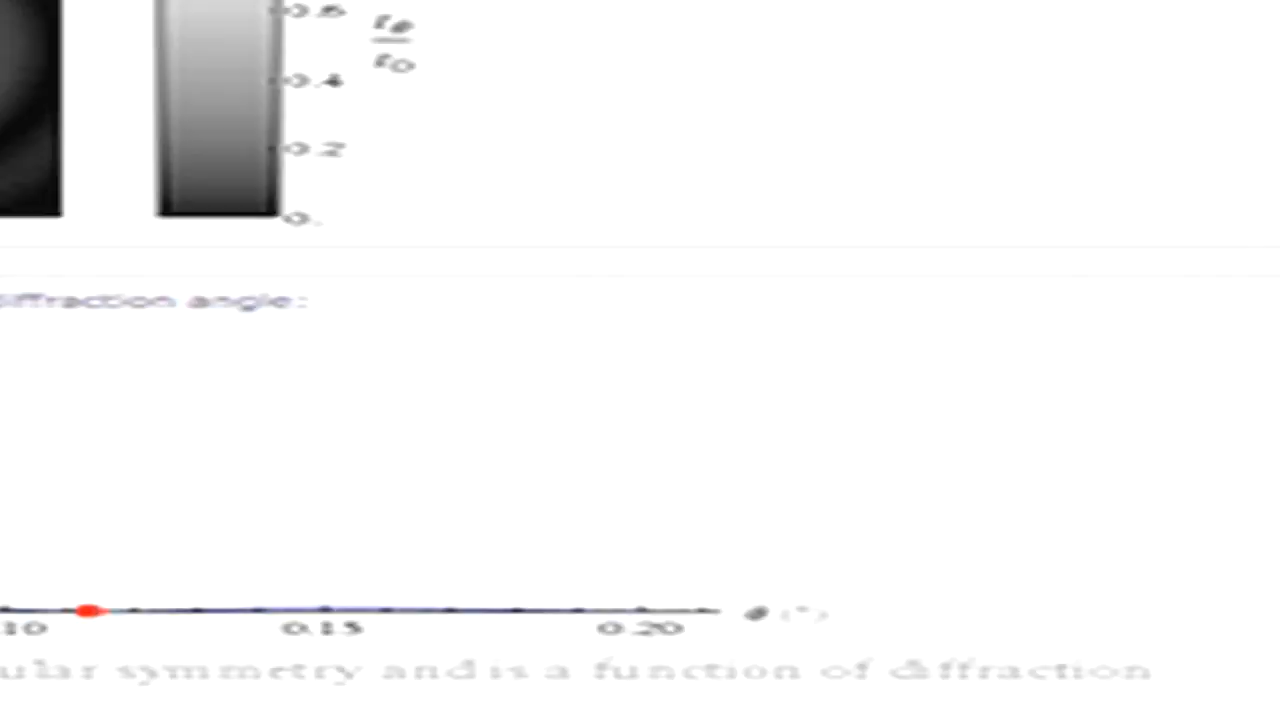 0.6
0.4
0.2
0.
diffraction angle:
10 0.15 0.20
ular symmetry and is a function of diffraction